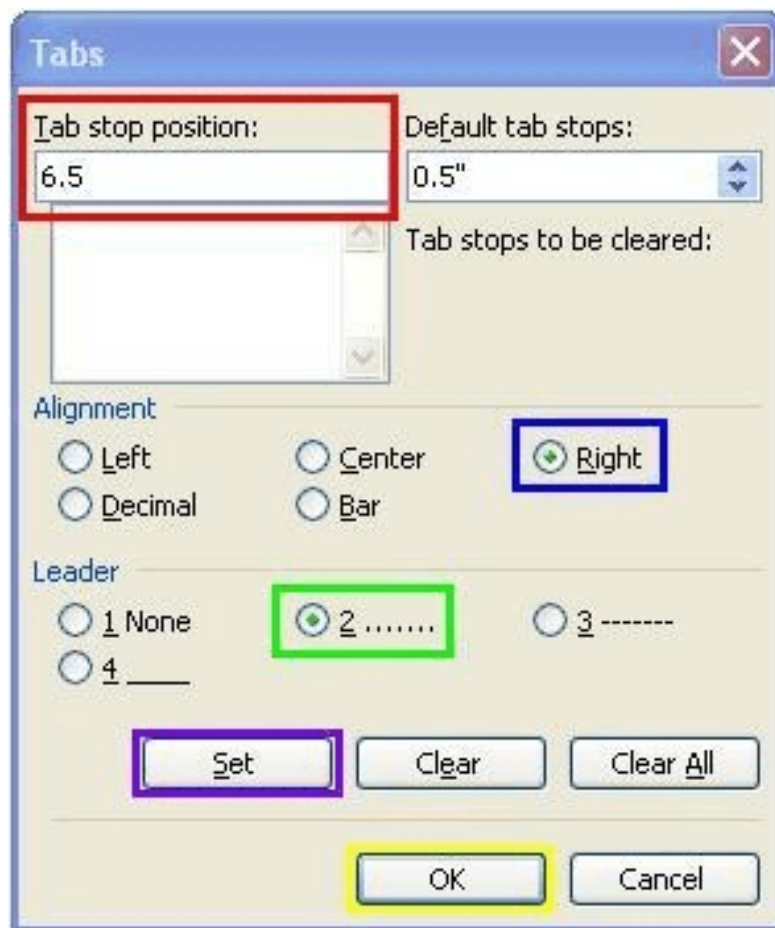 Tabs
Tab stop position: Default tab stops:
6.5 0.5"
Tab stops to be cleared:
Alignment
Left Center Right
Decimal Bar
Leader
1 None 2 ....... 3 -------
4 ____
Set Clear Clear All
OK Cancel